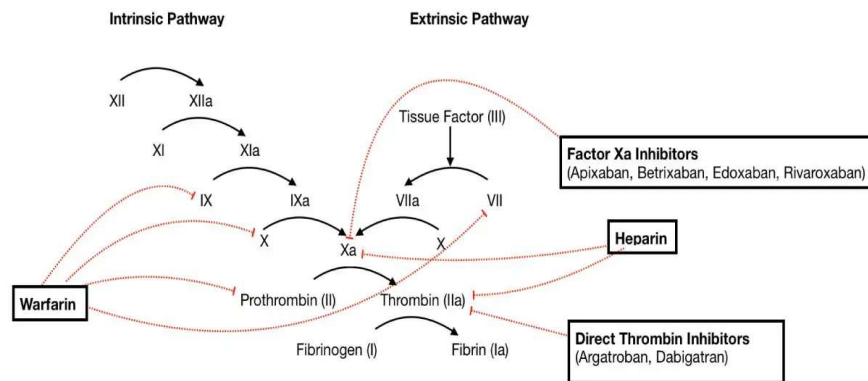 Intrinsic Pathway
Extrinsic Pathway
XII
XIIa
Tissue Factor (III)
XI
XIa
Factor Xa Inhibitors
(Apixaban, Betrixaban, Edoxaban, Rivaroxaban)
IX
IXa
VIIa
VII
X
Xa
X
Heparin
Warfarin
Prothrombin (II)
Thrombin (IIa)
Fibrinogen (I)
Fibrin (Ia)
Direct Thrombin Inhibitors
(Argatroban, Dabigatran)